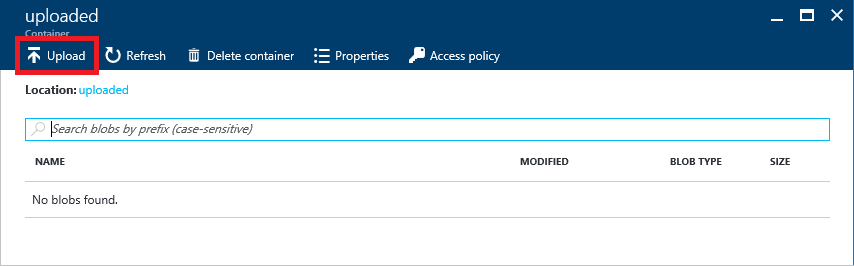 uploaded
Container
Upload Refresh Delete container Properties Access policy
Location: uploaded
Search blobs by prefix (case-sensitive)
NAME MODIFIED BLOB TYPE SIZE
No blobs found.